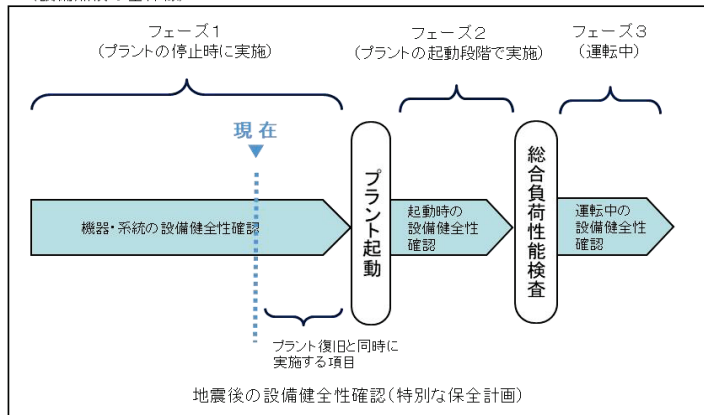 フェーズ1
(プラントの停止時に実施)
フェーズ2
(プラントの起動段階で実施)
フェーズ3
(運転中)
現在
プラント起動
総合負荷性能検査
機器・系統の設備健全性確認
起動時の
設備健全性
確認
運転中の
設備健全性
確認
プラント復旧と同時に
実施する項目
地震後の設備健全性確認(特別な保全計画)